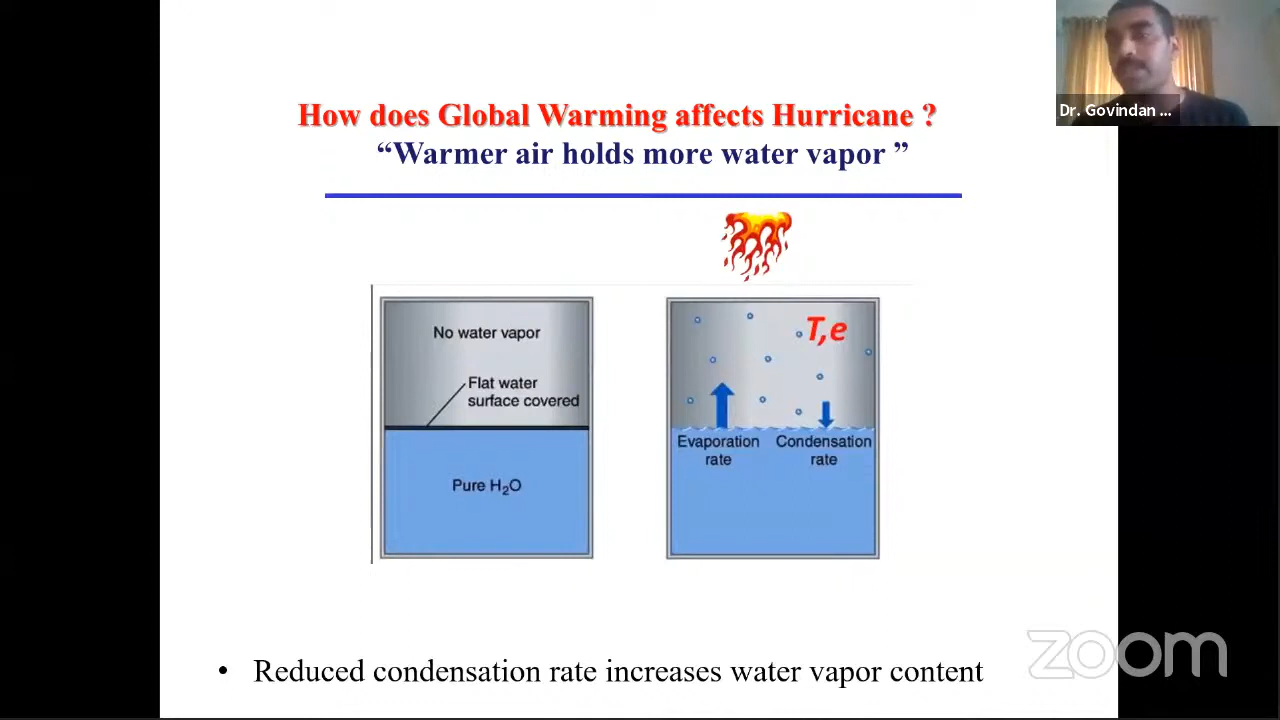 How does Global Warming affects Hurricane ?
“Warmer air holds more water vapor ”
Dr. Govindan ...
No water vapor
Flat water
surface covered
Pure H₂O
T,e
Evaporation
rate
Condensation
rate
• Reduced condensation rate increases water vapor content
zoom